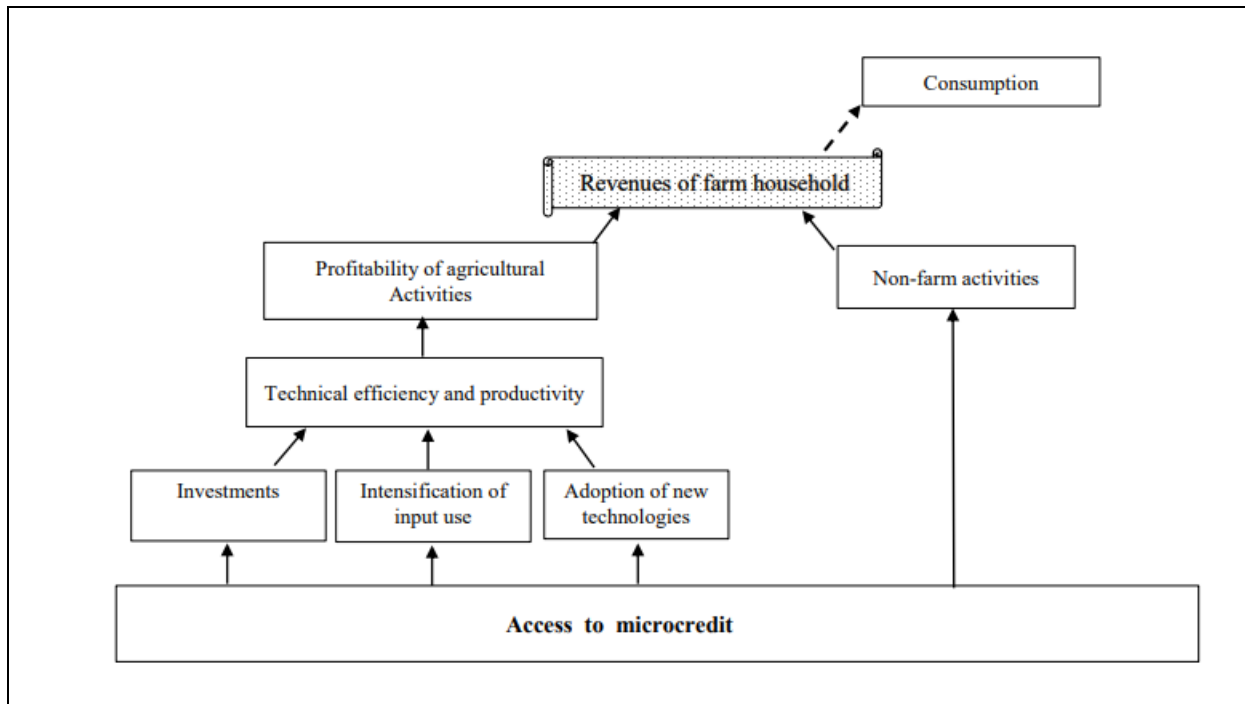 Consumption
Revenues of farm household
Profitability of agricultural
Activities
Non-farm activities
Technical efficiency and productivity
Investments
Intensification of
input use
Adoption of new
technologies
Access to microcredit